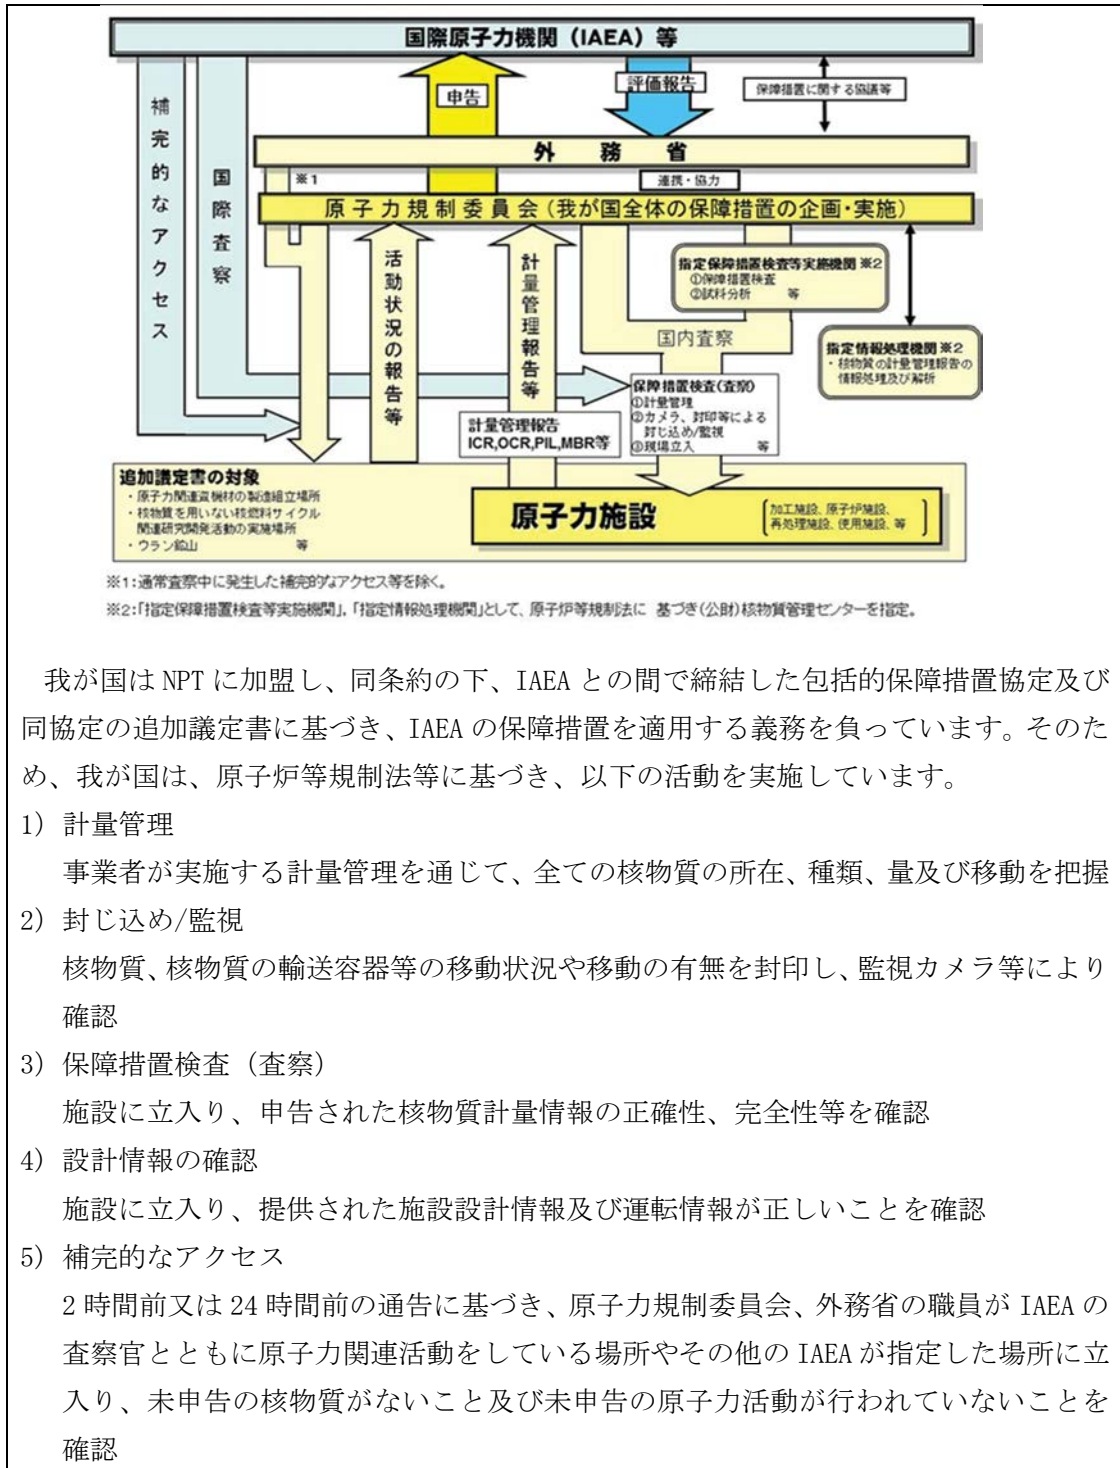 国際原子力機関（IAEA）等
申告
評価報告
保障措置に関する協議等
補完的なアクセス
国際査察
外務省
※1
連携・協力
原子力規制委員会（我が国全体の保障措置の企画・実施）
活動状況の報告等
計量管理報告等
指定保障措置検査等実施機関 ※2
①保障措置検査
②試料分析 等
国内査察
指定情報処理機関 ※2
・核物質の計量管理報告の
情報処理及び解析
保障措置検査（査察）
①計量管理
②カメラ、封印等による
封じ込め/監視
③現場立入 等
計量管理報告
ICR,OCR,PIL,MBR等
追加議定書の対象
・原子力関連資機材の製造組立場所
・核物質を用いない核燃料サイクル
関連研究開発活動の実施場所
・ウラン鉱山 等
原子力施設
加工施設、原子炉施設、
再処理施設、使用施設、等
※1：通常査察中に発生した補完的なアクセス等を除く。
※2：「指定保障措置検査等実施機関」、「指定情報処理機関」として、原子炉等規制法に 基づき（公財）核物質管理センターを指定。
我が国は NPT に加盟し、同条約の下、IAEA との間で締結した包括的保障措置協定及び
同協定の追加議定書に基づき、IAEA の保障措置を適用する義務を負っています。そのた
め、我が国は、原子炉等規制法等に基づき、以下の活動を実施しています。
1) 計量管理
事業者が実施する計量管理を通じて、全ての核物質の所在、種類、量及び移動を把握
2) 封じ込め/監視
核物質、核物質の輸送容器等の移動状況や移動の有無を封印し、監視カメラ等により
確認
3) 保障措置検査（査察）
施設に立入り、申告された核物質計量情報の正確性、完全性等を確認
4) 設計情報の確認
施設に立入り、提供された施設設計情報及び運転情報が正しいことを確認
5) 補完的なアクセス
2 時間前又は 24 時間前の通告に基づき、原子力規制委員会、外務省の職員が IAEA の
査察官とともに原子力関連活動をしている場所やその他の IAEA が指定した場所に立
入り、未申告の核物質がないこと及び未申告の原子力活動が行われていないことを
確認